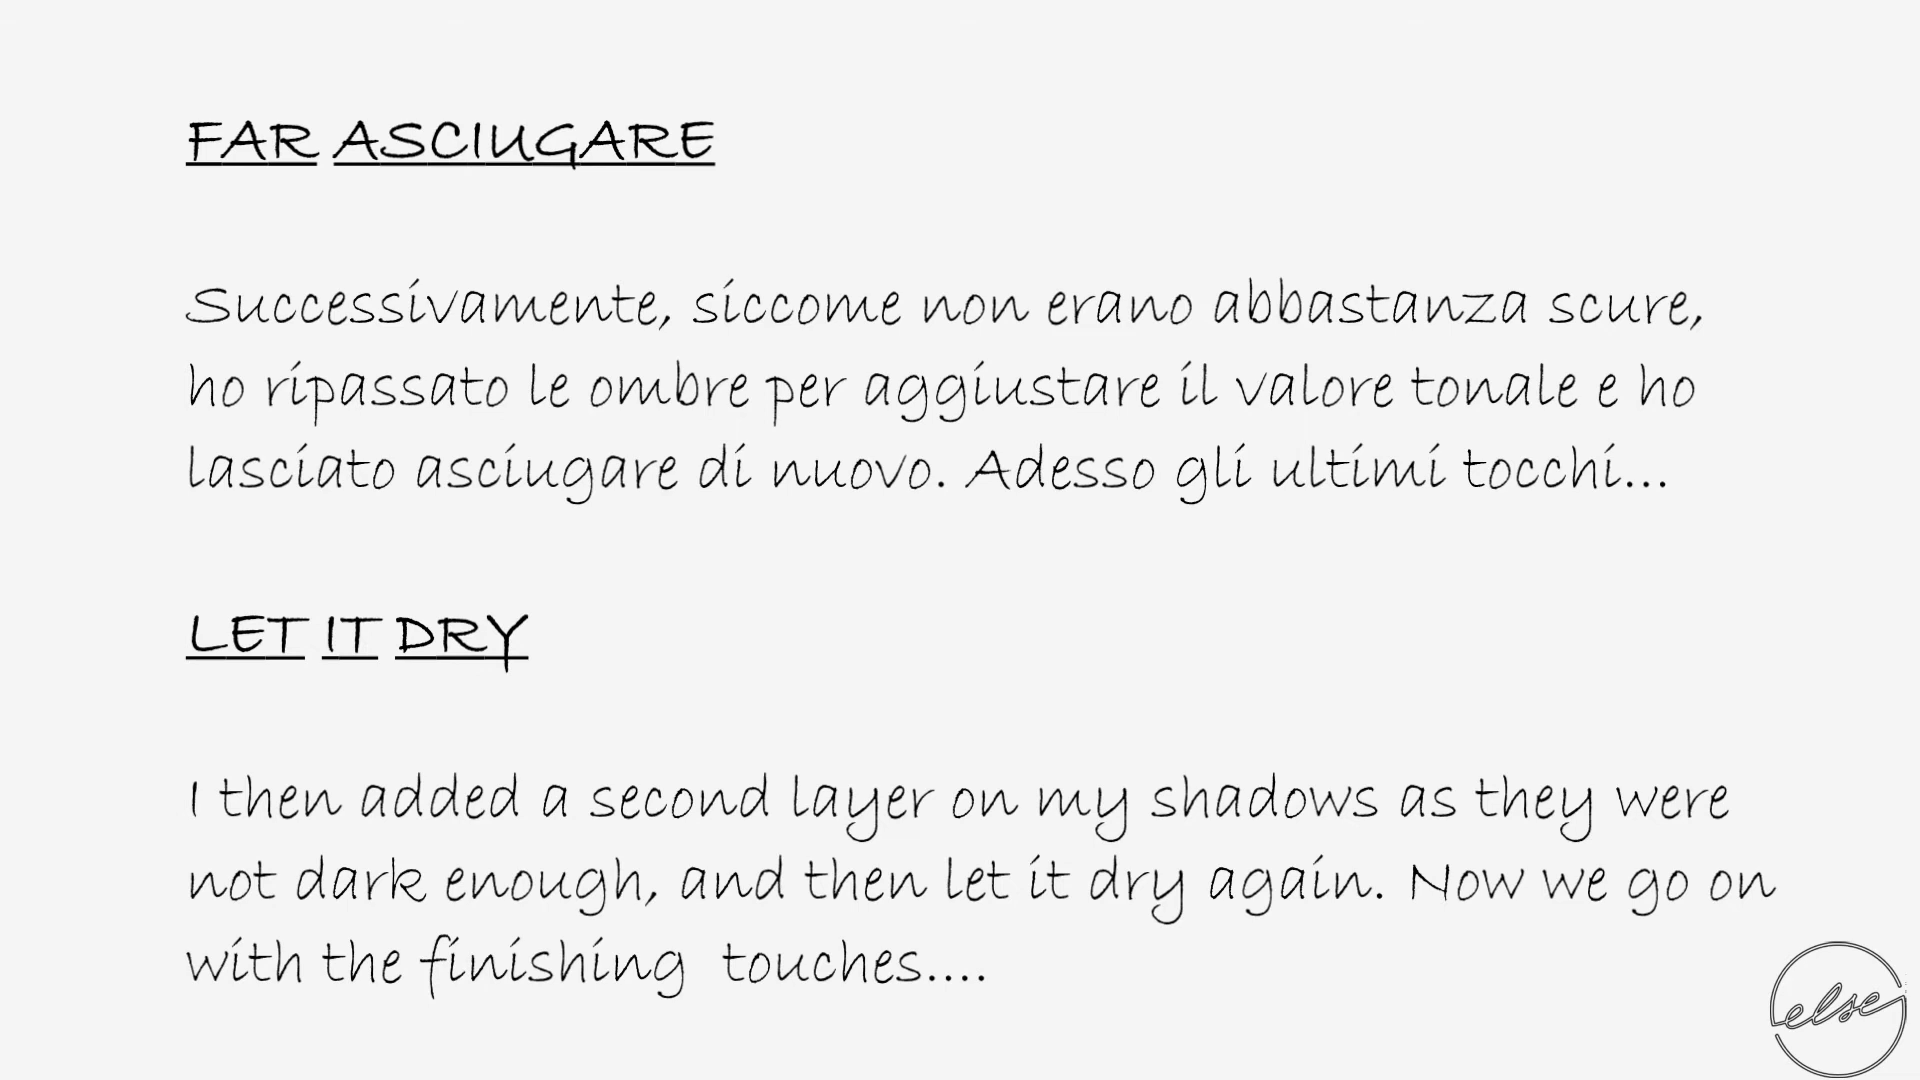 FAR ASCIUGARE
Successivamente, siccome non erano abbastanza scure,
ho ripassato le ombre per aggiustare il valore tonale e ho
lasciato asciugare di nuovo. Adesso gli ultimi tocchi...
LET IT DRY
I then added a second layer on my shadows as they were
not dark enough, and then let it dry again. Now we go on
with the finishing  touches....
else